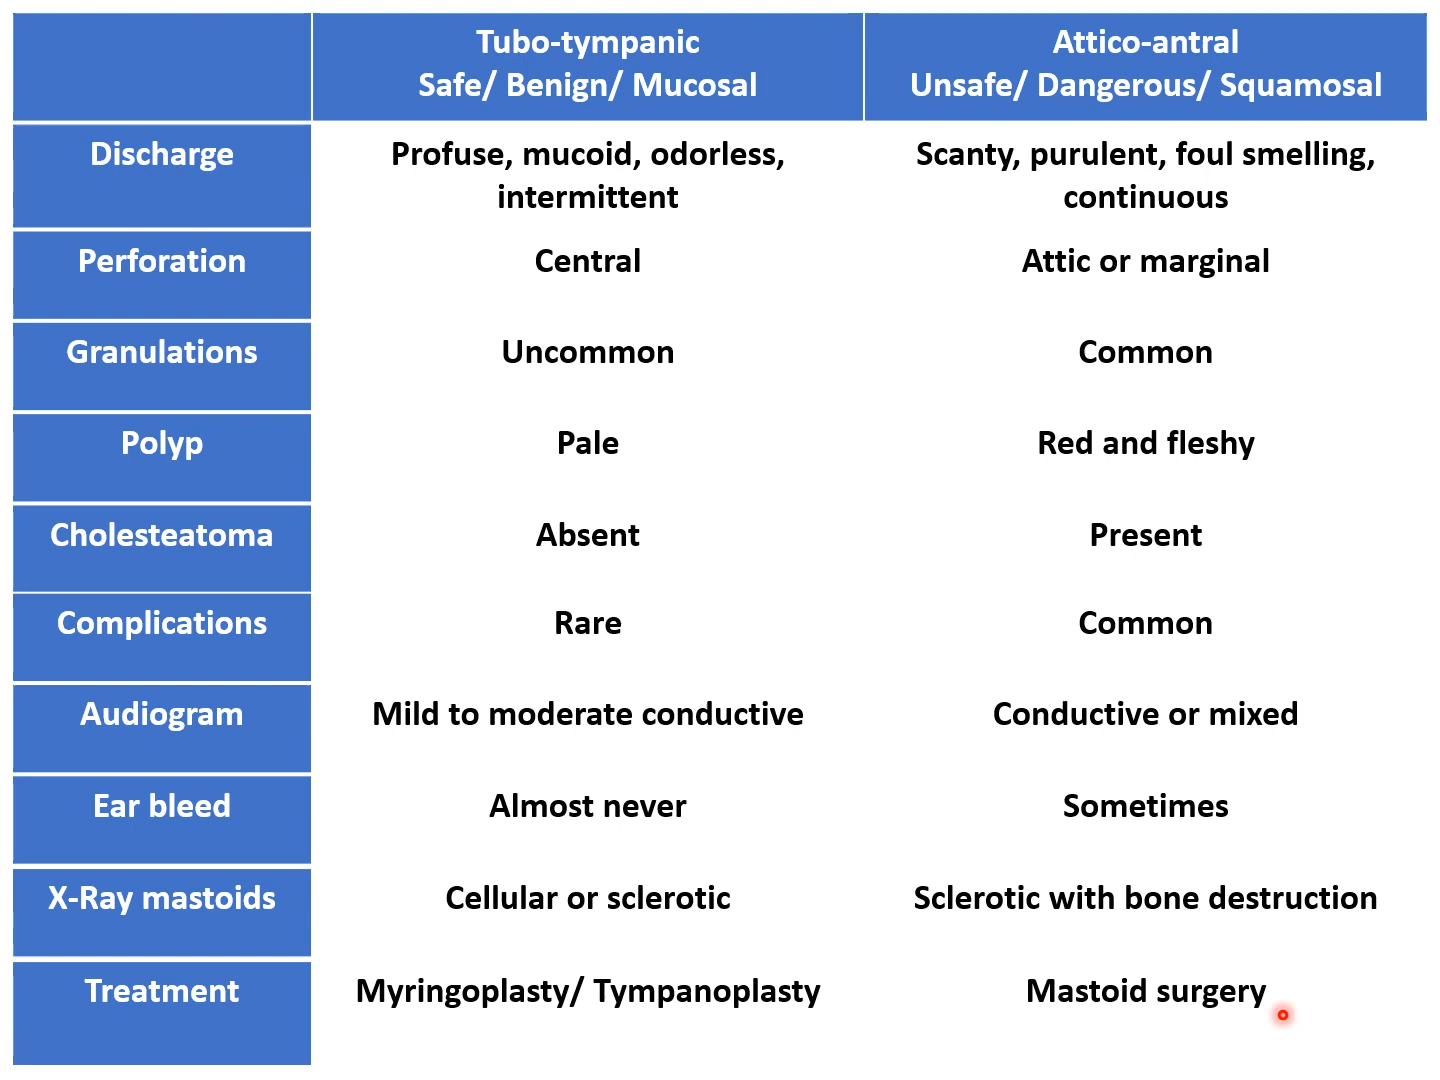 Tubo-tympanic
Safe/ Benign/ Mucosal
Attico-antral
Unsafe/ Dangerous/ Squamosal
Discharge
Profuse, mucoid, odorless,
intermittent
Scanty, purulent, foul smelling,
continuous
Perforation
Central
Attic or marginal
Granulations
Uncommon
Common
Polyp
Pale
Red and fleshy
Cholesteatoma
Absent
Present
Complications
Rare
Common
Audiogram
Mild to moderate conductive
Conductive or mixed
Ear bleed
Almost never
Sometimes
X-Ray mastoids
Cellular or sclerotic
Sclerotic with bone destruction
Treatment
Myringoplasty/ Tympanoplasty
Mastoid surgery